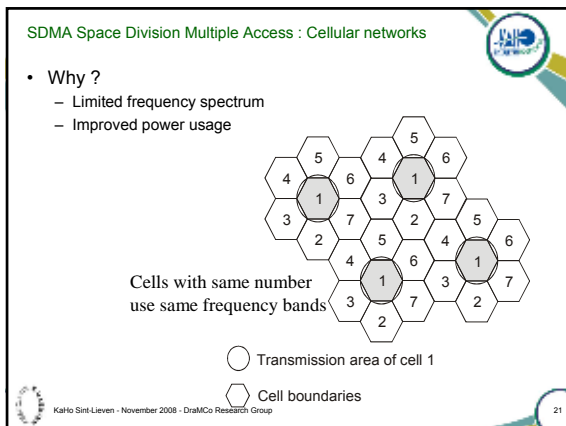 SDMA Space Division Multiple Access : Cellular networks
KAHO
• Why ?
– Limited frequency spectrum
– Improved power usage
5
5 4 6
4 6 1
1 3 7
3 7 2 5
2 5 4 6
4 6 1
Cells with same number
1 3 7
use same frequency bands
3 7 2
2
Transmission area of cell 1
Cell boundaries
KaHo Sint-Lieven - November 2008 - DraMCo Research Group
21